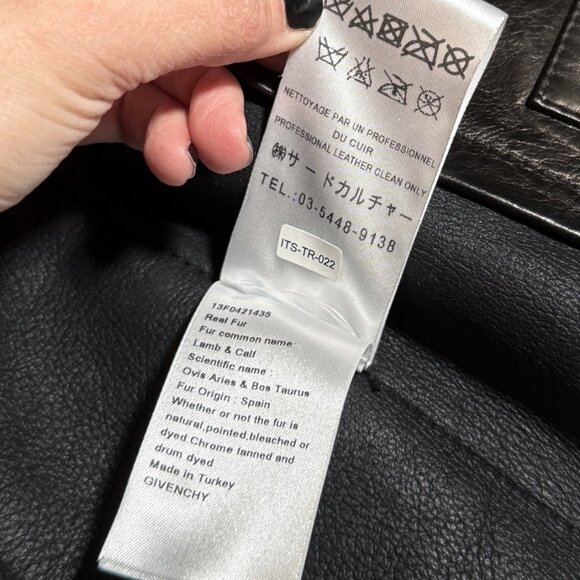 NETTOYAGE PAR UN PROFESSIONNEL
DU CUIR
PROFESSIONAL LEATHER CLEAN ONLY
㈱サードカルチャー
TEL.:03-5448-9138
ITS-TR-022
13F0421435
Real Fur
Fur common name
Lamb & Calf
Scientific name :
Ovis Aries & Bos Taurus
Fur Origin : Spain
Whether or not the fur is
natural,pointed,bleached or
dyed:Chrome tanned and
drum dyed
Made In Turkey
GIVENCHY